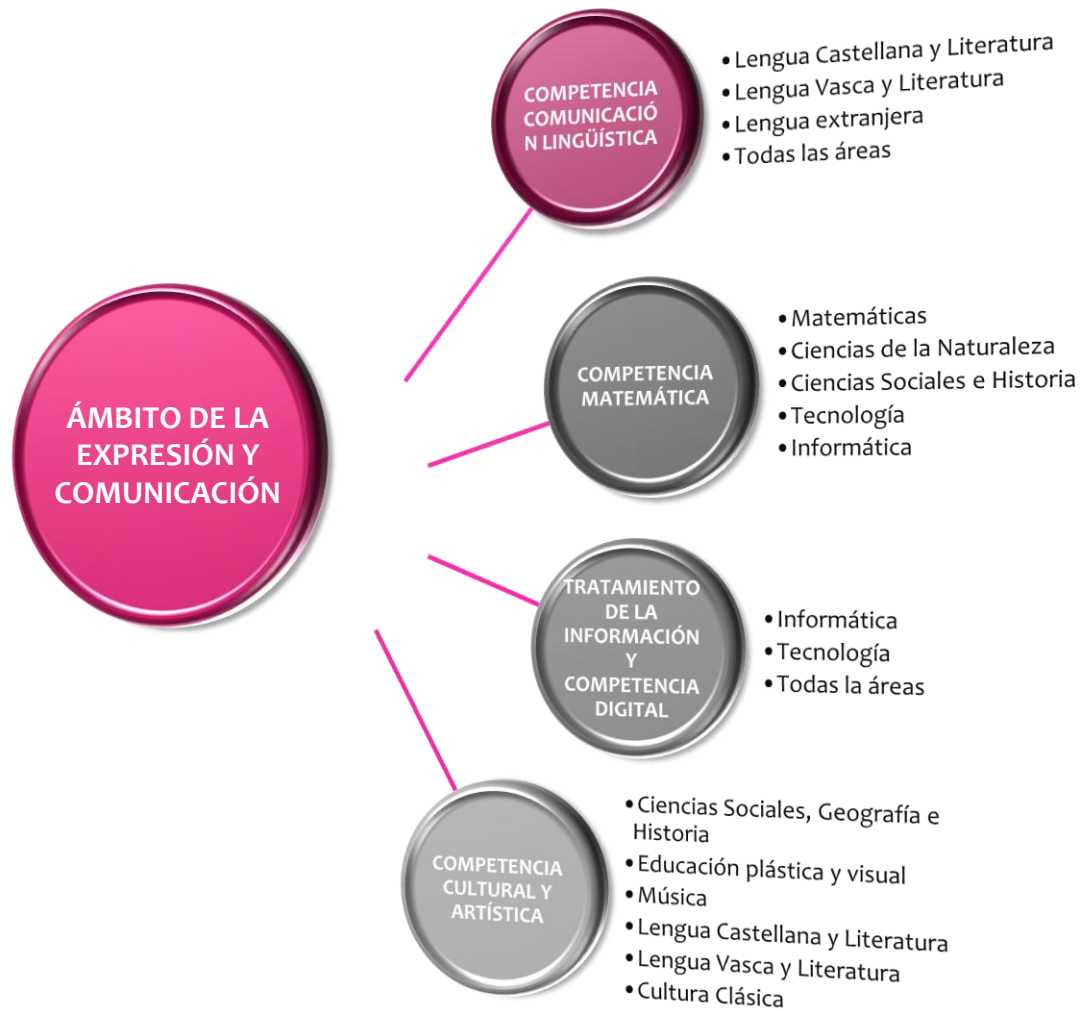 ÁMBITO DE LA
EXPRESIÓN Y
COMUNICACIÓN
COMPETENCIA
COMUNICACIÓ
N LINGÜÍSTICA
•Lengua Castellana y Literatura
•Lengua Vasca y Literatura
•Lengua extranjera
•Todas las áreas
COMPETENCIA
MATEMÁTICA
•Matemáticas
•Ciencias de la Naturaleza
•Ciencias Sociales e Historia
•Tecnología
•Informática
TRATAMIENTO
DE LA
INFORMACIÓN
Y
COMPETENCIA
DIGITAL
•Informática
•Tecnología
•Todas la áreas
COMPETENCIA
CULTURAL Y
ARTÍSTICA
•Ciencias Sociales, Geografía e
Historia
•Educación plástica y visual
•Música
•Lengua Castellana y Literatura
•Lengua Vasca y Literatura
•Cultura Clásica